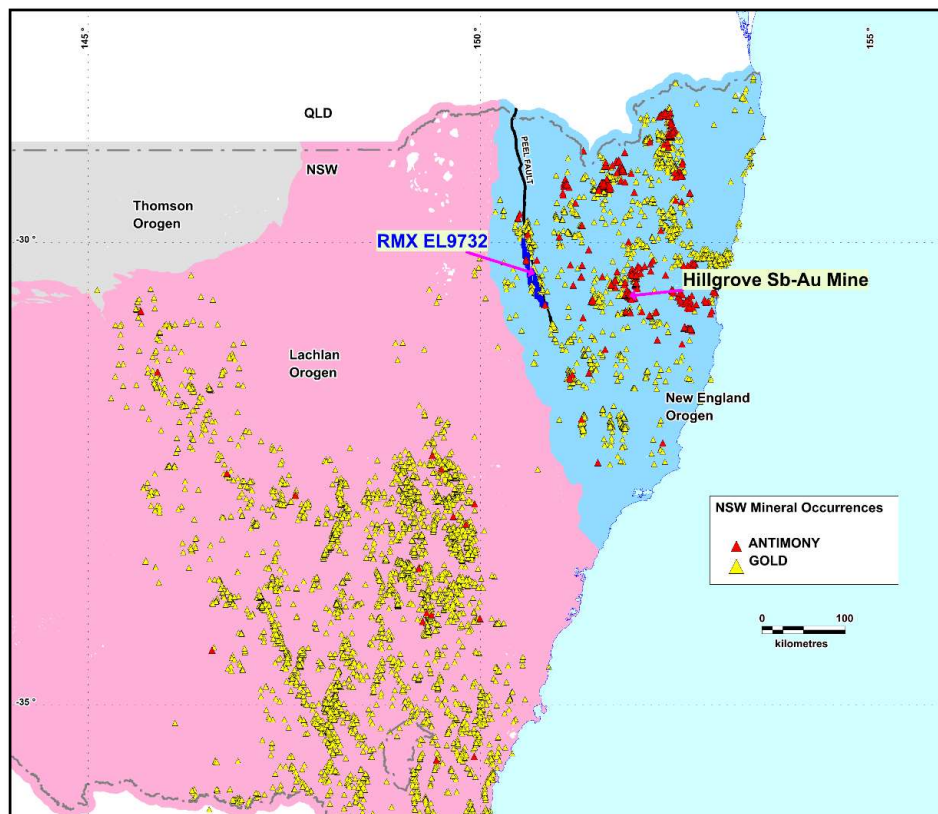 145 °
150 °
155 °
QLD
NSW
PEEL FAULT
Thomson
Orogen
-30 °
RMX EL9732
Hillgrove Sb-Au Mine
Lachlan
Orogen
New England
Orogen
NSW Mineral Occurrences
ANTIMONY
GOLD
0 100
kilometres
-35 °